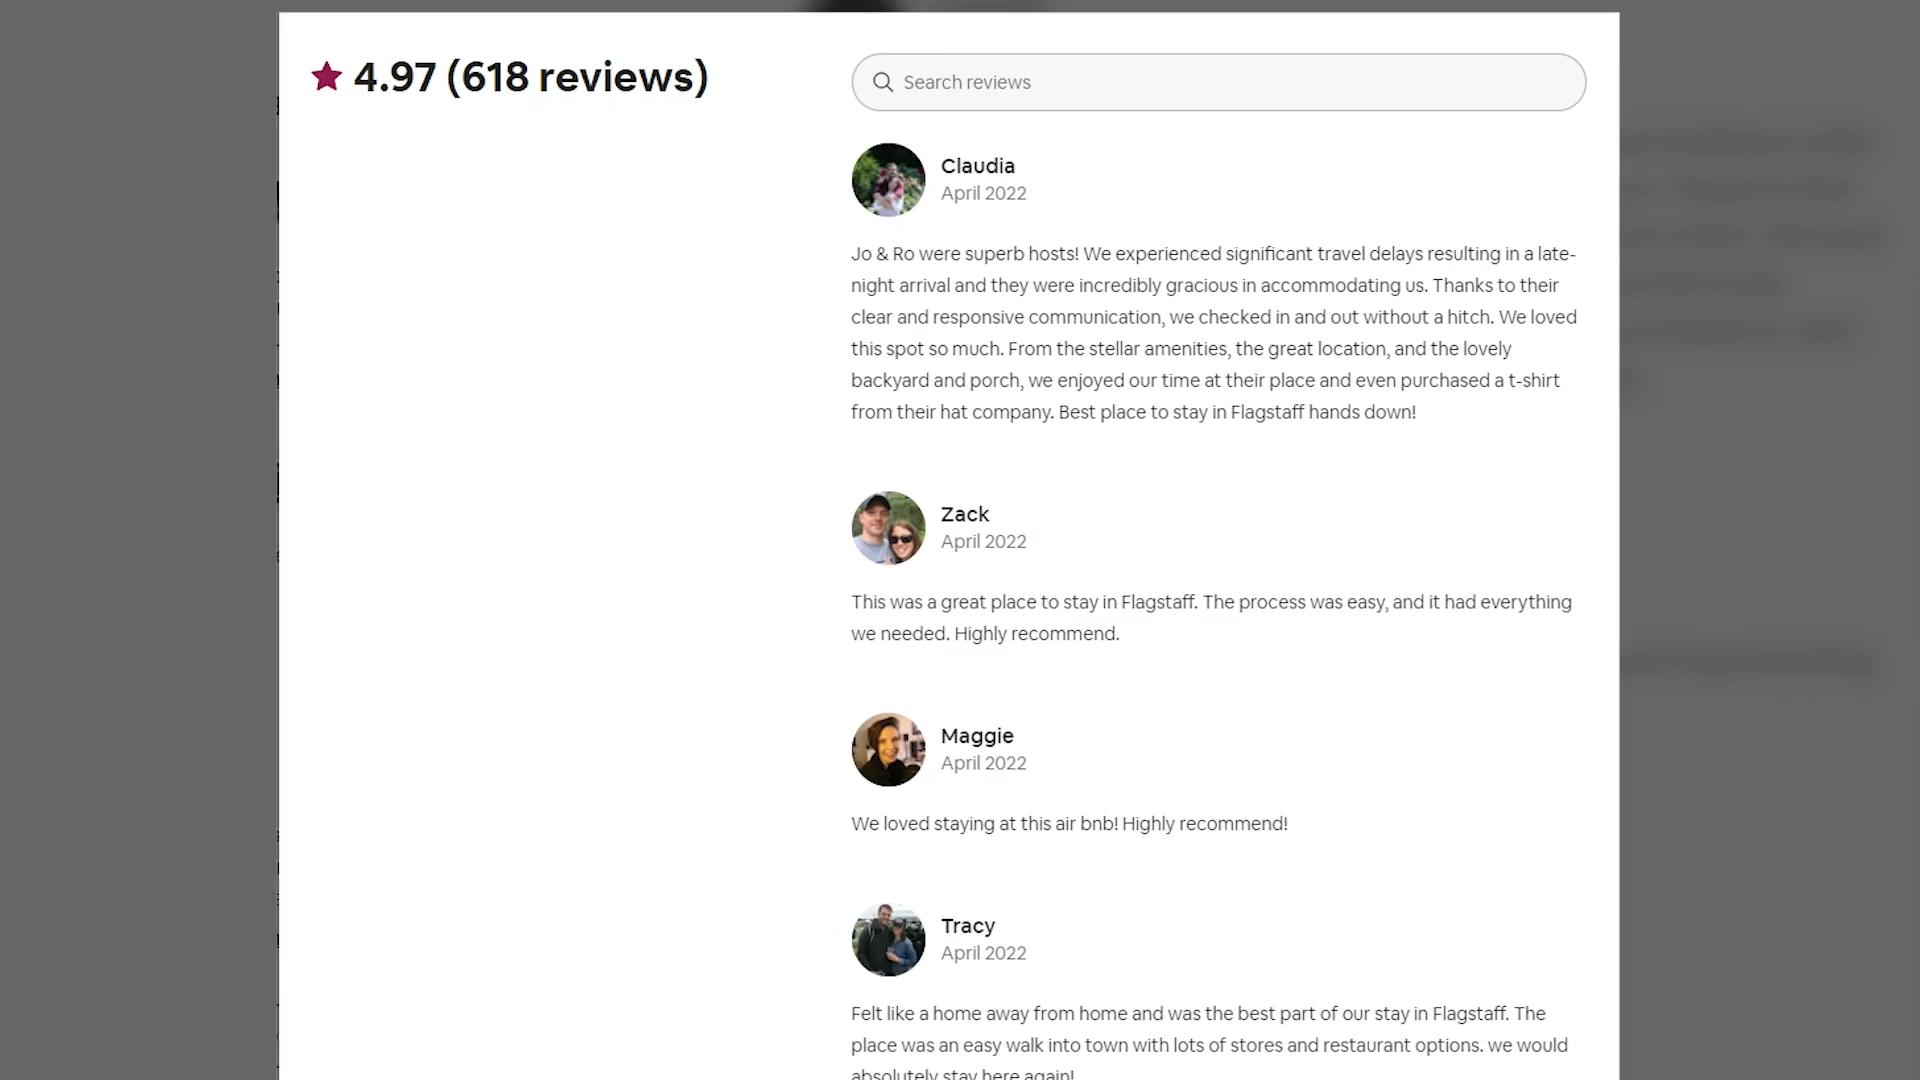 4.97 (618 reviews)
Search reviews
Claudia
April 2022
Jo & Ro were superb hosts! We experienced significant travel delays resulting in a late-
night arrival and they were incredibly gracious in accommodating us. Thanks to their
clear and responsive communication, we checked in and out without a hitch. We loved
this spot so much. From the stellar amenities, the great location, and the lovely
backyard and porch, we enjoyed our time at their place and even purchased a t-shirt
from their hat company. Best place to stay in Flagstaff hands down!
Zack
April 2022
This was a great place to stay in Flagstaff. The process was easy, and it had everything
we needed. Highly recommend.
Maggie
April 2022
We loved staying at this air bnb! Highly recommend!
Tracy
April 2022
Felt like a home away from home and was the best part of our stay in Flagstaff. The
place was an easy walk into town with lots of stores and restaurant options. we would
absolutely stay here again!